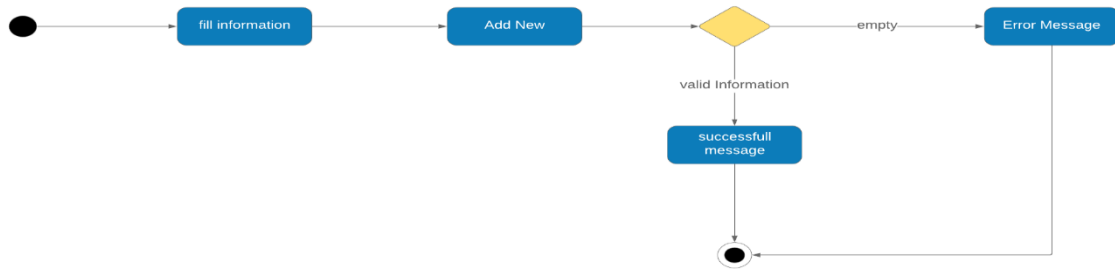 fill information
Add New
empty
Error Message
valid Information
successfull
message